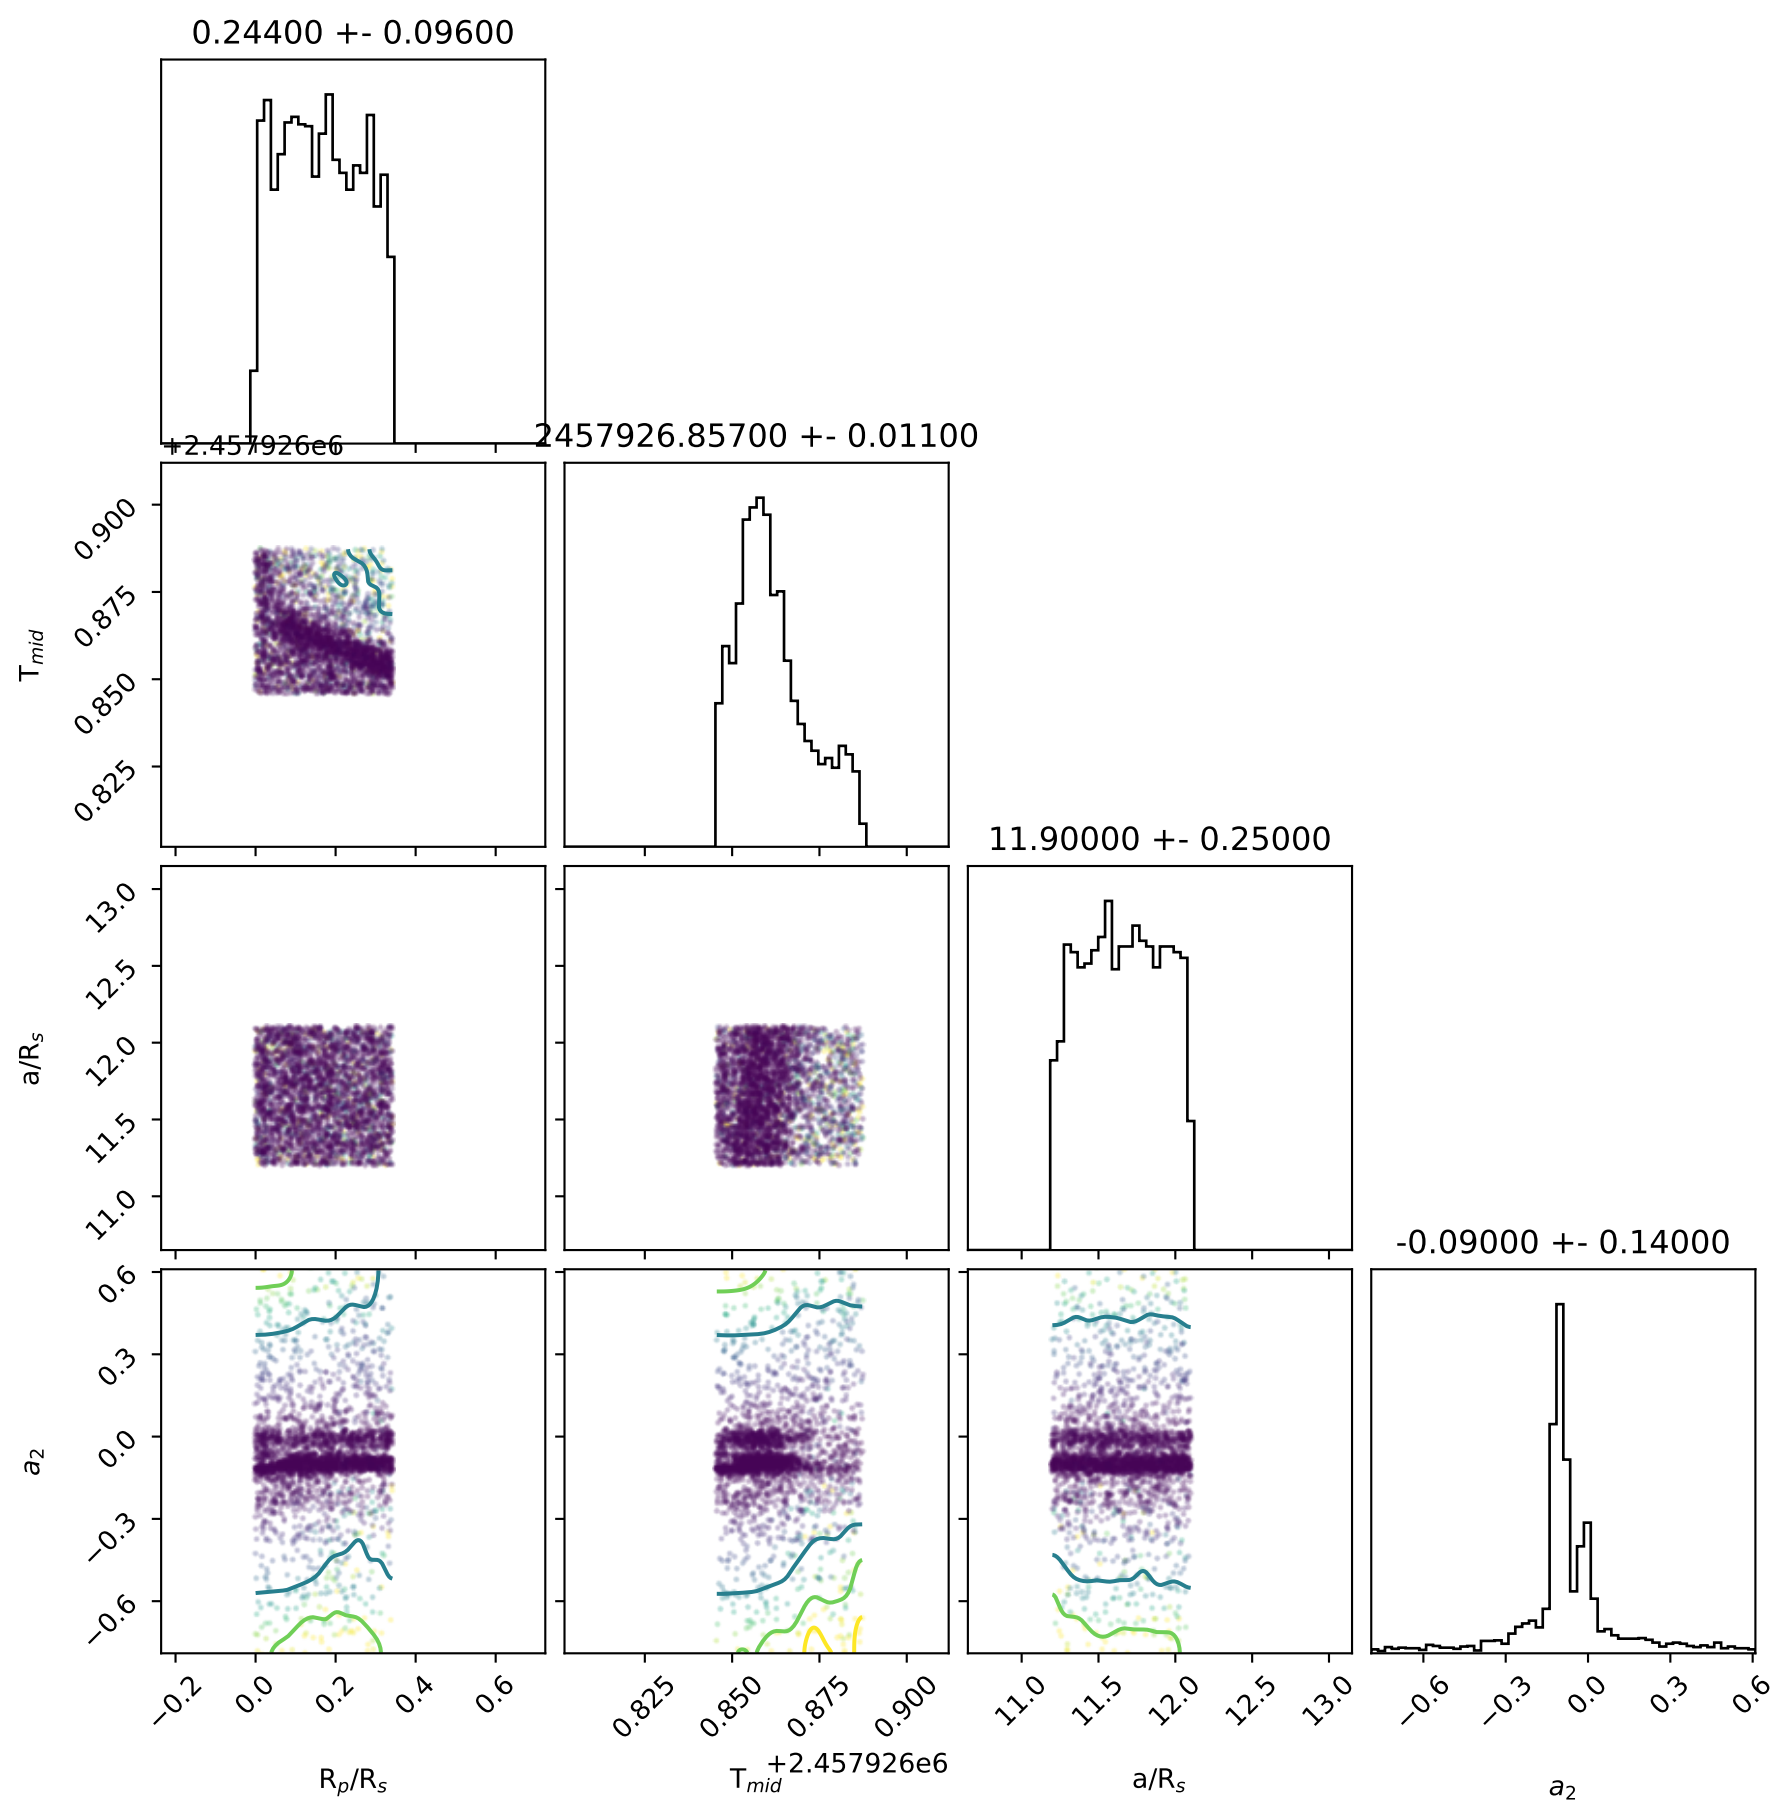 0.24400 +- 0.09600
+2.457926e6
2457926.85700 +- 0.01100
0.900
0.875
0.850
0.825
T_mid
11.90000 +- 0.25000
13.0
12.5
12.0
11.5
11.0
a/R_s
-0.09000 +- 0.14000
0.6
0.3
0.0
−0.3
−0.6
a_2
−0.2 0.0 0.2 0.4 0.6
0.825 0.850 0.875 0.900
11.0 11.5 12.0 12.5 13.0
−0.6 −0.3 0.0 0.3 0.6
+2.457926e6
R_p/R_s
T_mid
a/R_s
a_2